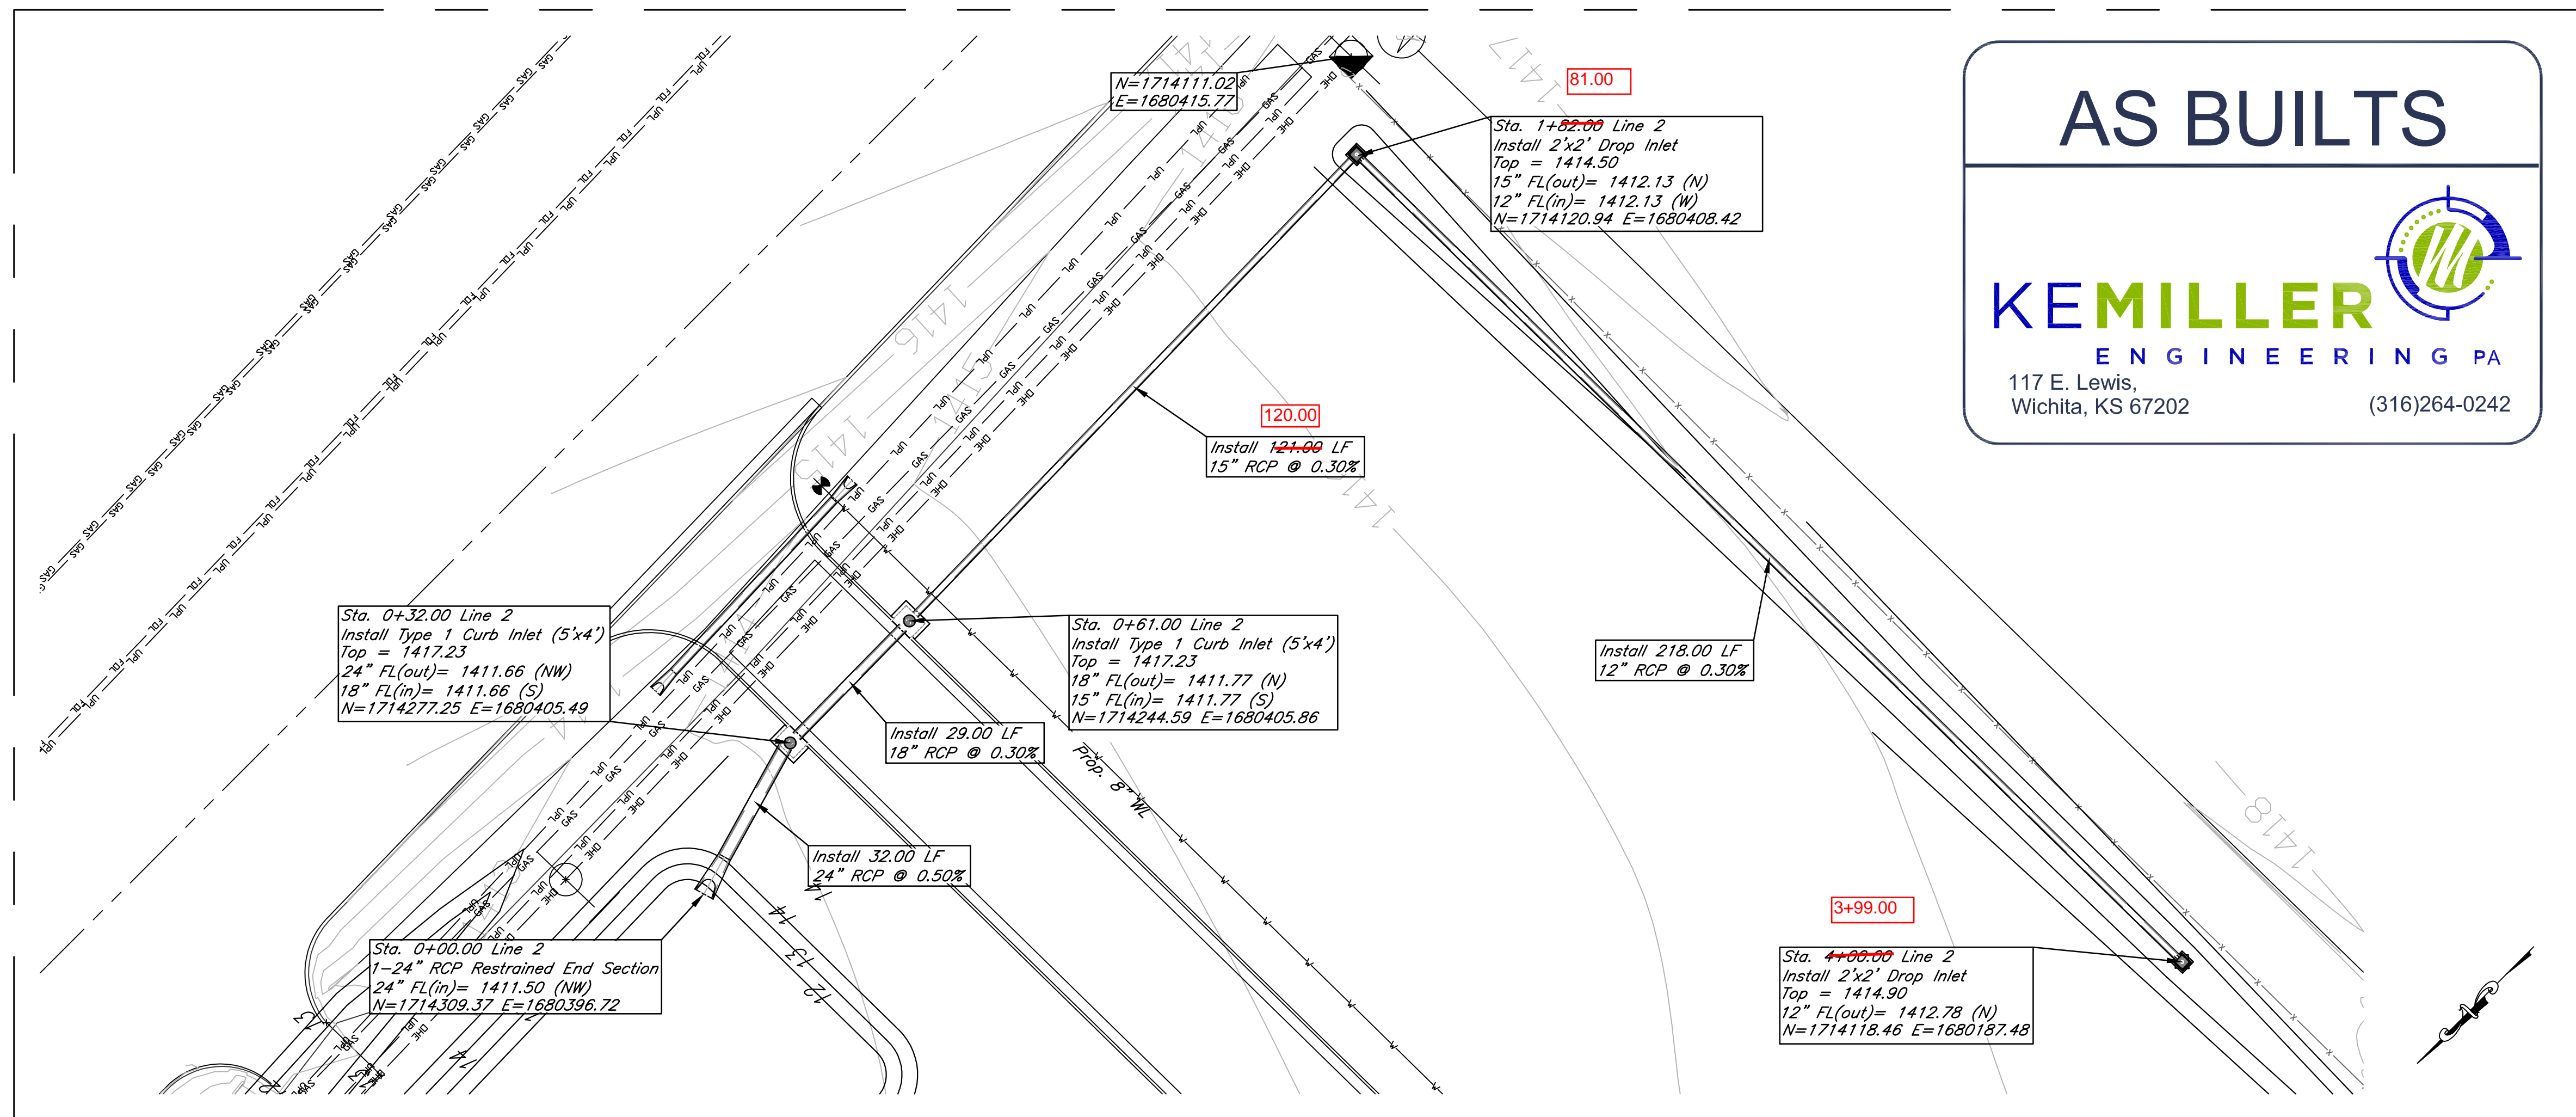 N=1714111.02
E=1680415.77
81.00
Sta. 1+82.00 Line 2
Install 2'x2' Drop Inlet
Top = 1414.50
15" FL(out)= 1412.13 (N)
12" FL(in)= 1412.13 (W)
N=1714120.94 E=1680408.42
AS BUILTS
KEMILLER
ENGINEERING PA
117 E. Lewis,
Wichita, KS 67202
(316)264-0242
120.00
Install 121.00 LF
15" RCP @ 0.30%
Sta. 0+32.00 Line 2
Install Type 1 Curb Inlet (5'x4')
Top = 1417.23
24" FL(out)= 1411.66 (NW)
18" FL(in)= 1411.66 (S)
N=1714277.25 E=1680405.49
Sta. 0+61.00 Line 2
Install Type 1 Curb Inlet (5'x4')
Top = 1417.23
18" FL(out)= 1411.77 (N)
15" FL(in)= 1411.77 (S)
N=1714244.59 E=1680405.86
Install 218.00 LF
12" RCP @ 0.30%
Install 29.00 LF
18" RCP @ 0.30%
Prop. 8" WL
Install 32.00 LF
24" RCP @ 0.50%
3+99.00
Sta. 4+00.00 Line 2
Install 2'x2' Drop Inlet
Top = 1414.90
12" FL(out)= 1412.78 (N)
N=1714118.46 E=1680187.48
Sta. 0+00.00 Line 2
1-24" RCP Restrained End Section
24" FL(in)= 1411.50 (NW)
N=1714309.37 E=1680396.72
1417
1416
1415
1415
1418
14
13
12
GAS
UPL
FDL
OHE
W
X